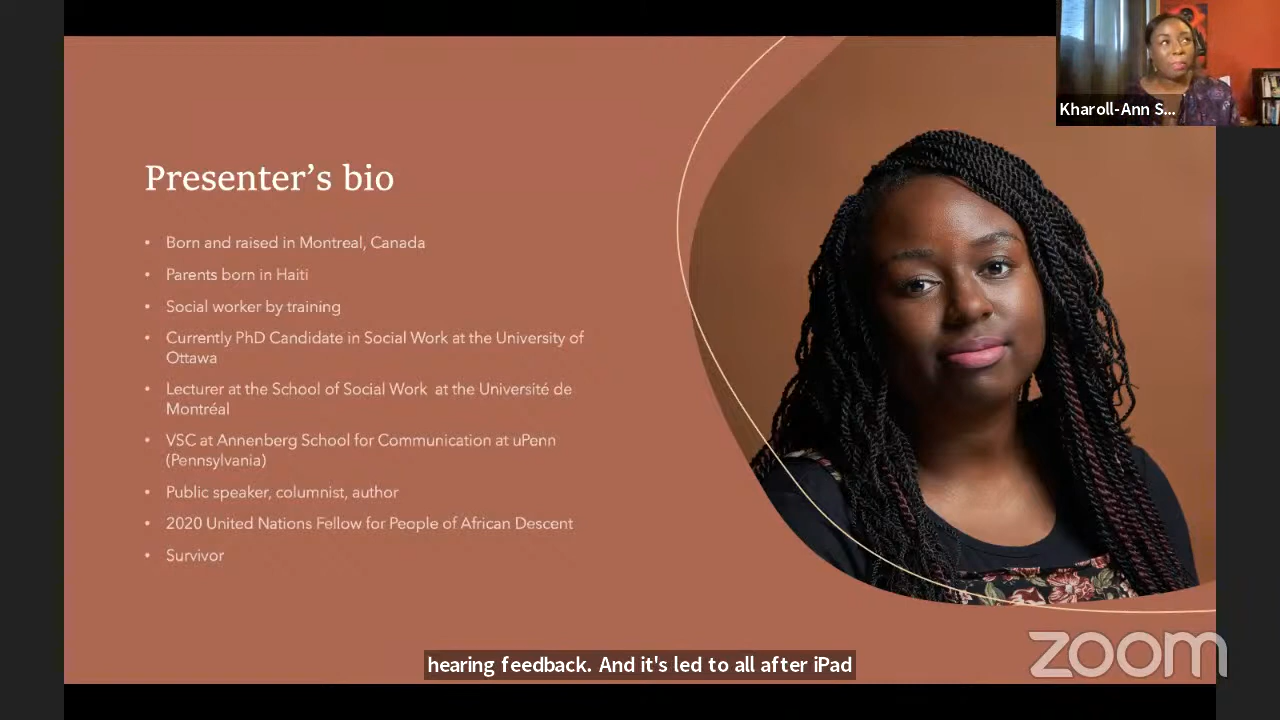 Kharoll-Ann S...
Presenter's bio
• Born and raised in Montreal, Canada
• Parents born in Haiti
• Social worker by training
• Currently PhD Candidate in Social Work at the University of
Ottawa
• Lecturer at the School of Social Work at the Université de
Montréal
• VSC at Annenberg School for Communication at uPenn
(Pennsylvania)
• Public speaker, columnist, author
• 2020 United Nations Fellow for People of African Descent
• Survivor
hearing feedback. And it's led to all after iPad
zoom